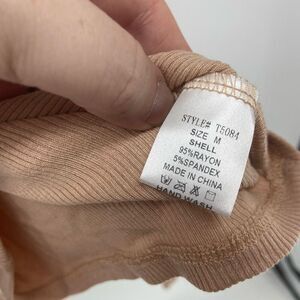 STYLE# T5084
SIZE M
SHELL
95%RAYON
5%SPANDEX
MADE IN CHINA
HAND WASH